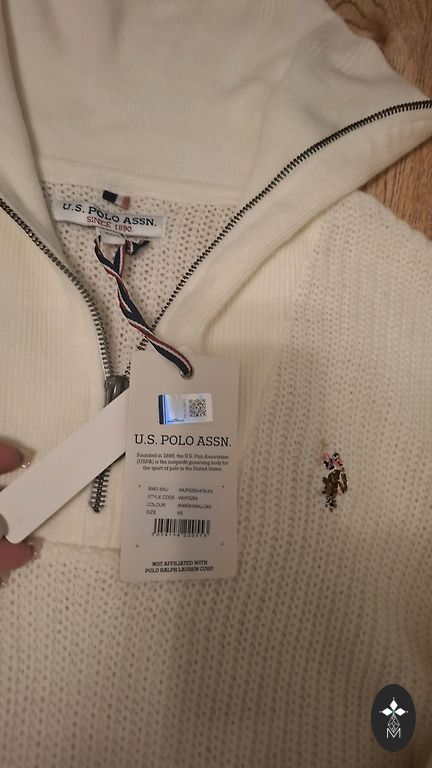 U.S. POLO ASSN.
SINCE 1890
U.S. POLO ASSN.
Founded in 1890, the U.S. Polo Association
(USPA) is the nonprofit governing body for
the sport of polo in the United States.
STYLE CODE
COLOUR MARSHMALLOW
SIZE XS
NOT AFFILIATED WITH
POLO RALPH LAUREN CORP.
M